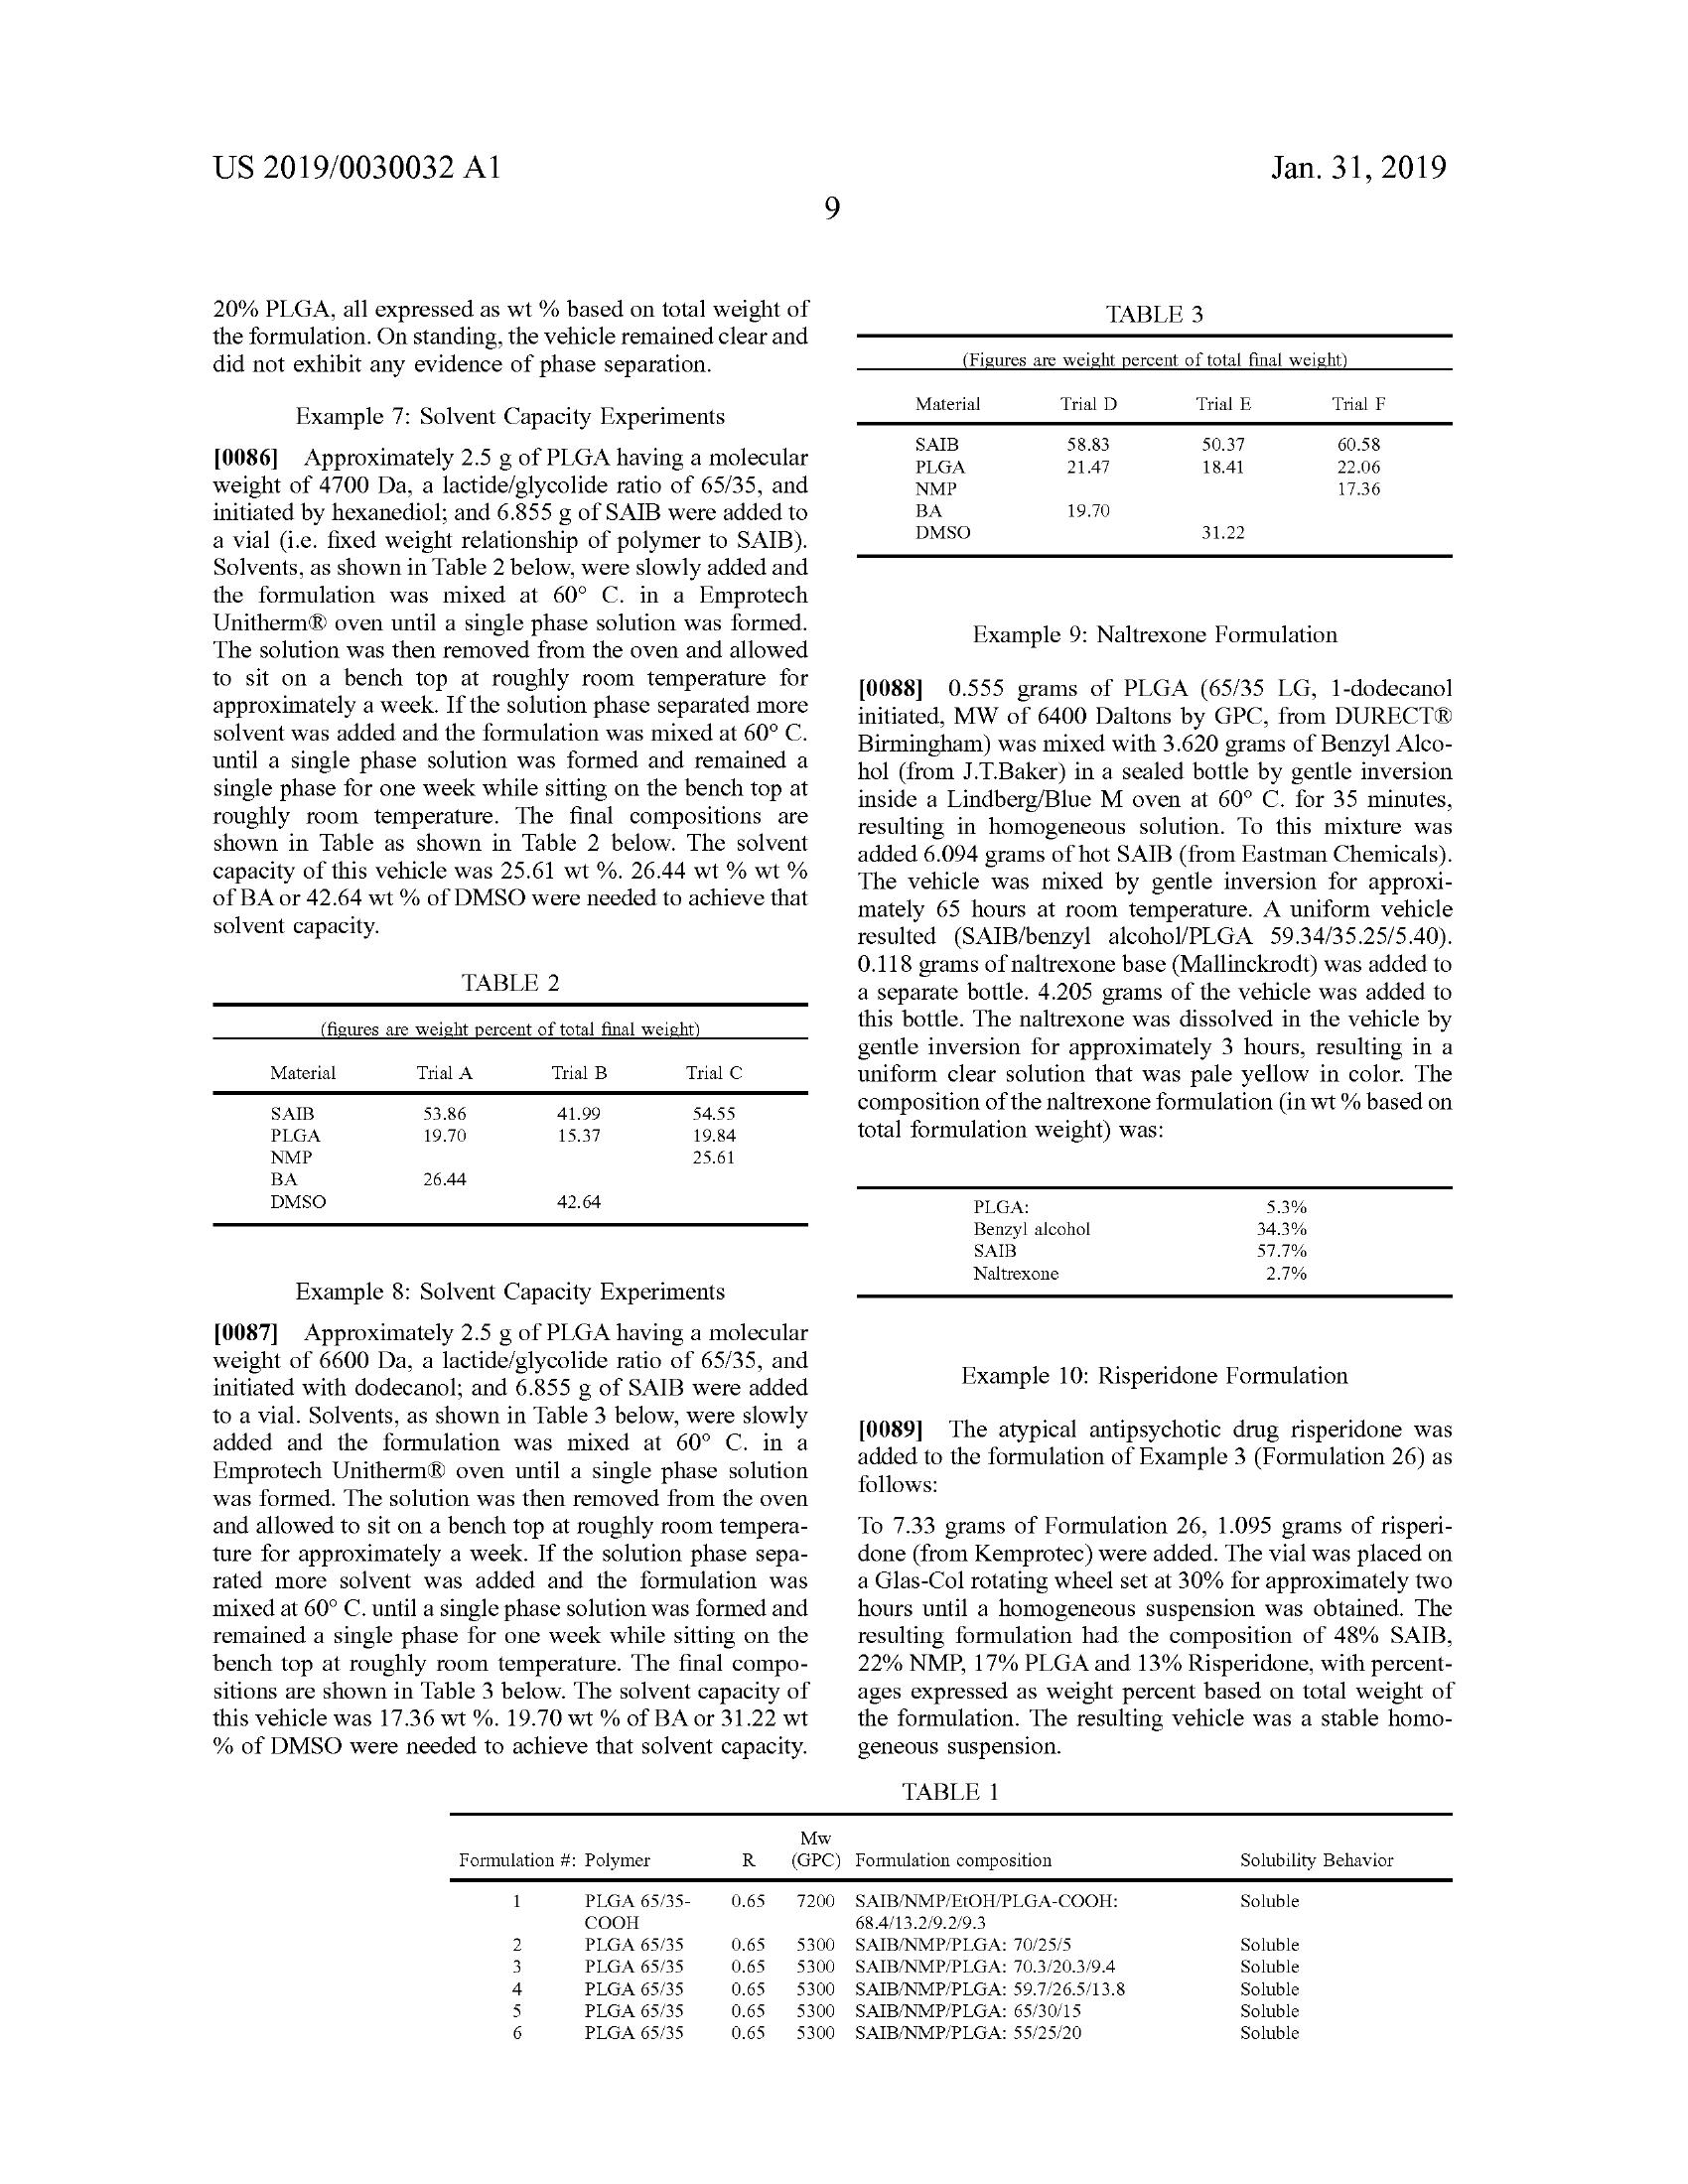 US 2019/0030032 A1
Jan. 31, 2019
9
20% PLGA, all expressed as wt % based on total weight of
the formulation. On standing, the vehicle remained clear and
did not exhibit any evidence of phase separation.
Example 7: Solvent Capacity Experiments
[0086] Approximately 2.5 g of PLGA having a molecular
weight of 4700 Da, a lactide/glycolide ratio of 65/35, and
initiated by hexanediol; and 6.855 g of SAIB were added to
a vial (i.e. fixed weight relationship of polymer to SAIB).
Solvents, as shown in Table 2 below, were slowly added and
the formulation was mixed at 60° C. in a Emprotech
Unitherm® oven until a single phase solution was formed.
The solution was then removed from the oven and allowed
to sit on a bench top at roughly room temperature for
approximately a week. If the solution phase separated more
solvent was added and the formulation was mixed at 60° C.
until a single phase solution was formed and remained a
single phase for one week while sitting on the bench top at
roughly room temperature. The final compositions are
shown in Table as shown in Table 2 below. The solvent
capacity of this vehicle was 25.61 wt %. 26.44 wt % wt %
of BA or 42.64 wt % of DMSO were needed to achieve that
solvent capacity.
TABLE 2
(figures are weight percent of total final weight)
Material Trial A Trial B Trial C
SAIB 53.86 41.99 54.55
PLGA 19.70 15.37 19.84
NMP 25.61
BA 26.44
DMSO 42.64
Example 8: Solvent Capacity Experiments
[0087] Approximately 2.5 g of PLGA having a molecular
weight of 6600 Da, a lactide/glycolide ratio of 65/35, and
initiated with dodecanol; and 6.855 g of SAIB were added
to a vial. Solvents, as shown in Table 3 below, were slowly
added and the formulation was mixed at 60° C. in a
Emprotech Unitherm® oven until a single phase solution
was formed. The solution was then removed from the oven
and allowed to sit on a bench top at roughly room tempera-
ture for approximately a week. If the solution phase sepa-
rated more solvent was added and the formulation was
mixed at 60° C. until a single phase solution was formed and
remained a single phase for one week while sitting on the
bench top at roughly room temperature. The final compo-
sitions are shown in Table 3 below. The solvent capacity of
this vehicle was 17.36 wt %. 19.70 wt % of BA or 31.22 wt
% of DMSO were needed to achieve that solvent capacity.
TABLE 3
(Figures are weight percent of total final weight)
Material Trial D Trial E Trial F
SAIB 58.83 50.37 60.58
PLGA 21.47 18.41 22.06
NMP 17.36
BA 19.70
DMSO 31.22
Example 9: Naltrexone Formulation
[0088] 0.555 grams of PLGA (65/35 LG, 1-dodecanol
initiated, MW of 6400 Daltons by GPC, from DURECT®
Birmingham) was mixed with 3.620 grams of Benzyl Alco-
hol (from J.T.Baker) in a sealed bottle by gentle inversion
inside a Lindberg/Blue M oven at 60° C. for 35 minutes,
resulting in homogeneous solution. To this mixture was
added 6.094 grams of hot SAIB (from Eastman Chemicals).
The vehicle was mixed by gentle inversion for approxi-
mately 65 hours at room temperature. A uniform vehicle
resulted (SAIB/benzyl alcohol/PLGA 59.34/35.25/5.40).
0.118 grams of naltrexone base (Mallinckrodt) was added to
a separate bottle. 4.205 grams of the vehicle was added to
this bottle. The naltrexone was dissolved in the vehicle by
gentle inversion for approximately 3 hours, resulting in a
uniform clear solution that was pale yellow in color. The
composition of the naltrexone formulation (in wt % based on
total formulation weight) was:
PLGA: 5.3%
Benzyl alcohol 34.3%
SAIB 57.7%
Naltrexone 2.7%
Example 10: Risperidone Formulation
[0089] The atypical antipsychotic drug risperidone was
added to the formulation of Example 3 (Formulation 26) as
follows:
To 7.33 grams of Formulation 26, 1.095 grams of risperi-
done (from Kemprotec) were added. The vial was placed on
a Glas-Col rotating wheel set at 30% for approximately two
hours until a homogeneous suspension was obtained. The
resulting formulation had the composition of 48% SAIB,
22% NMP, 17% PLGA and 13% Risperidone, with percent-
ages expressed as weight percent based on total weight of
the formulation. The resulting vehicle was a stable homo-
geneous suspension.
TABLE 1
Mw
Formulation #: Polymer R (GPC) Formulation composition Solubility Behavior
1 PLGA 65/35- 0.65 7200 SAIB/NMP/EtOH/PLGA-COOH: Soluble
COOH 68.4/13.2/9.2/9.3
2 PLGA 65/35 0.65 5300 SAIB/NMP/PLGA: 70/25/5 Soluble
3 PLGA 65/35 0.65 5300 SAIB/NMP/PLGA: 70.3/20.3/9.4 Soluble
4 PLGA 65/35 0.65 5300 SAIB/NMP/PLGA: 59.7/26.5/13.8 Soluble
5 PLGA 65/35 0.65 5300 SAIB/NMP/PLGA: 65/30/15 Soluble
6 PLGA 65/35 0.65 5300 SAIB/NMP/PLGA: 55/25/20 Soluble